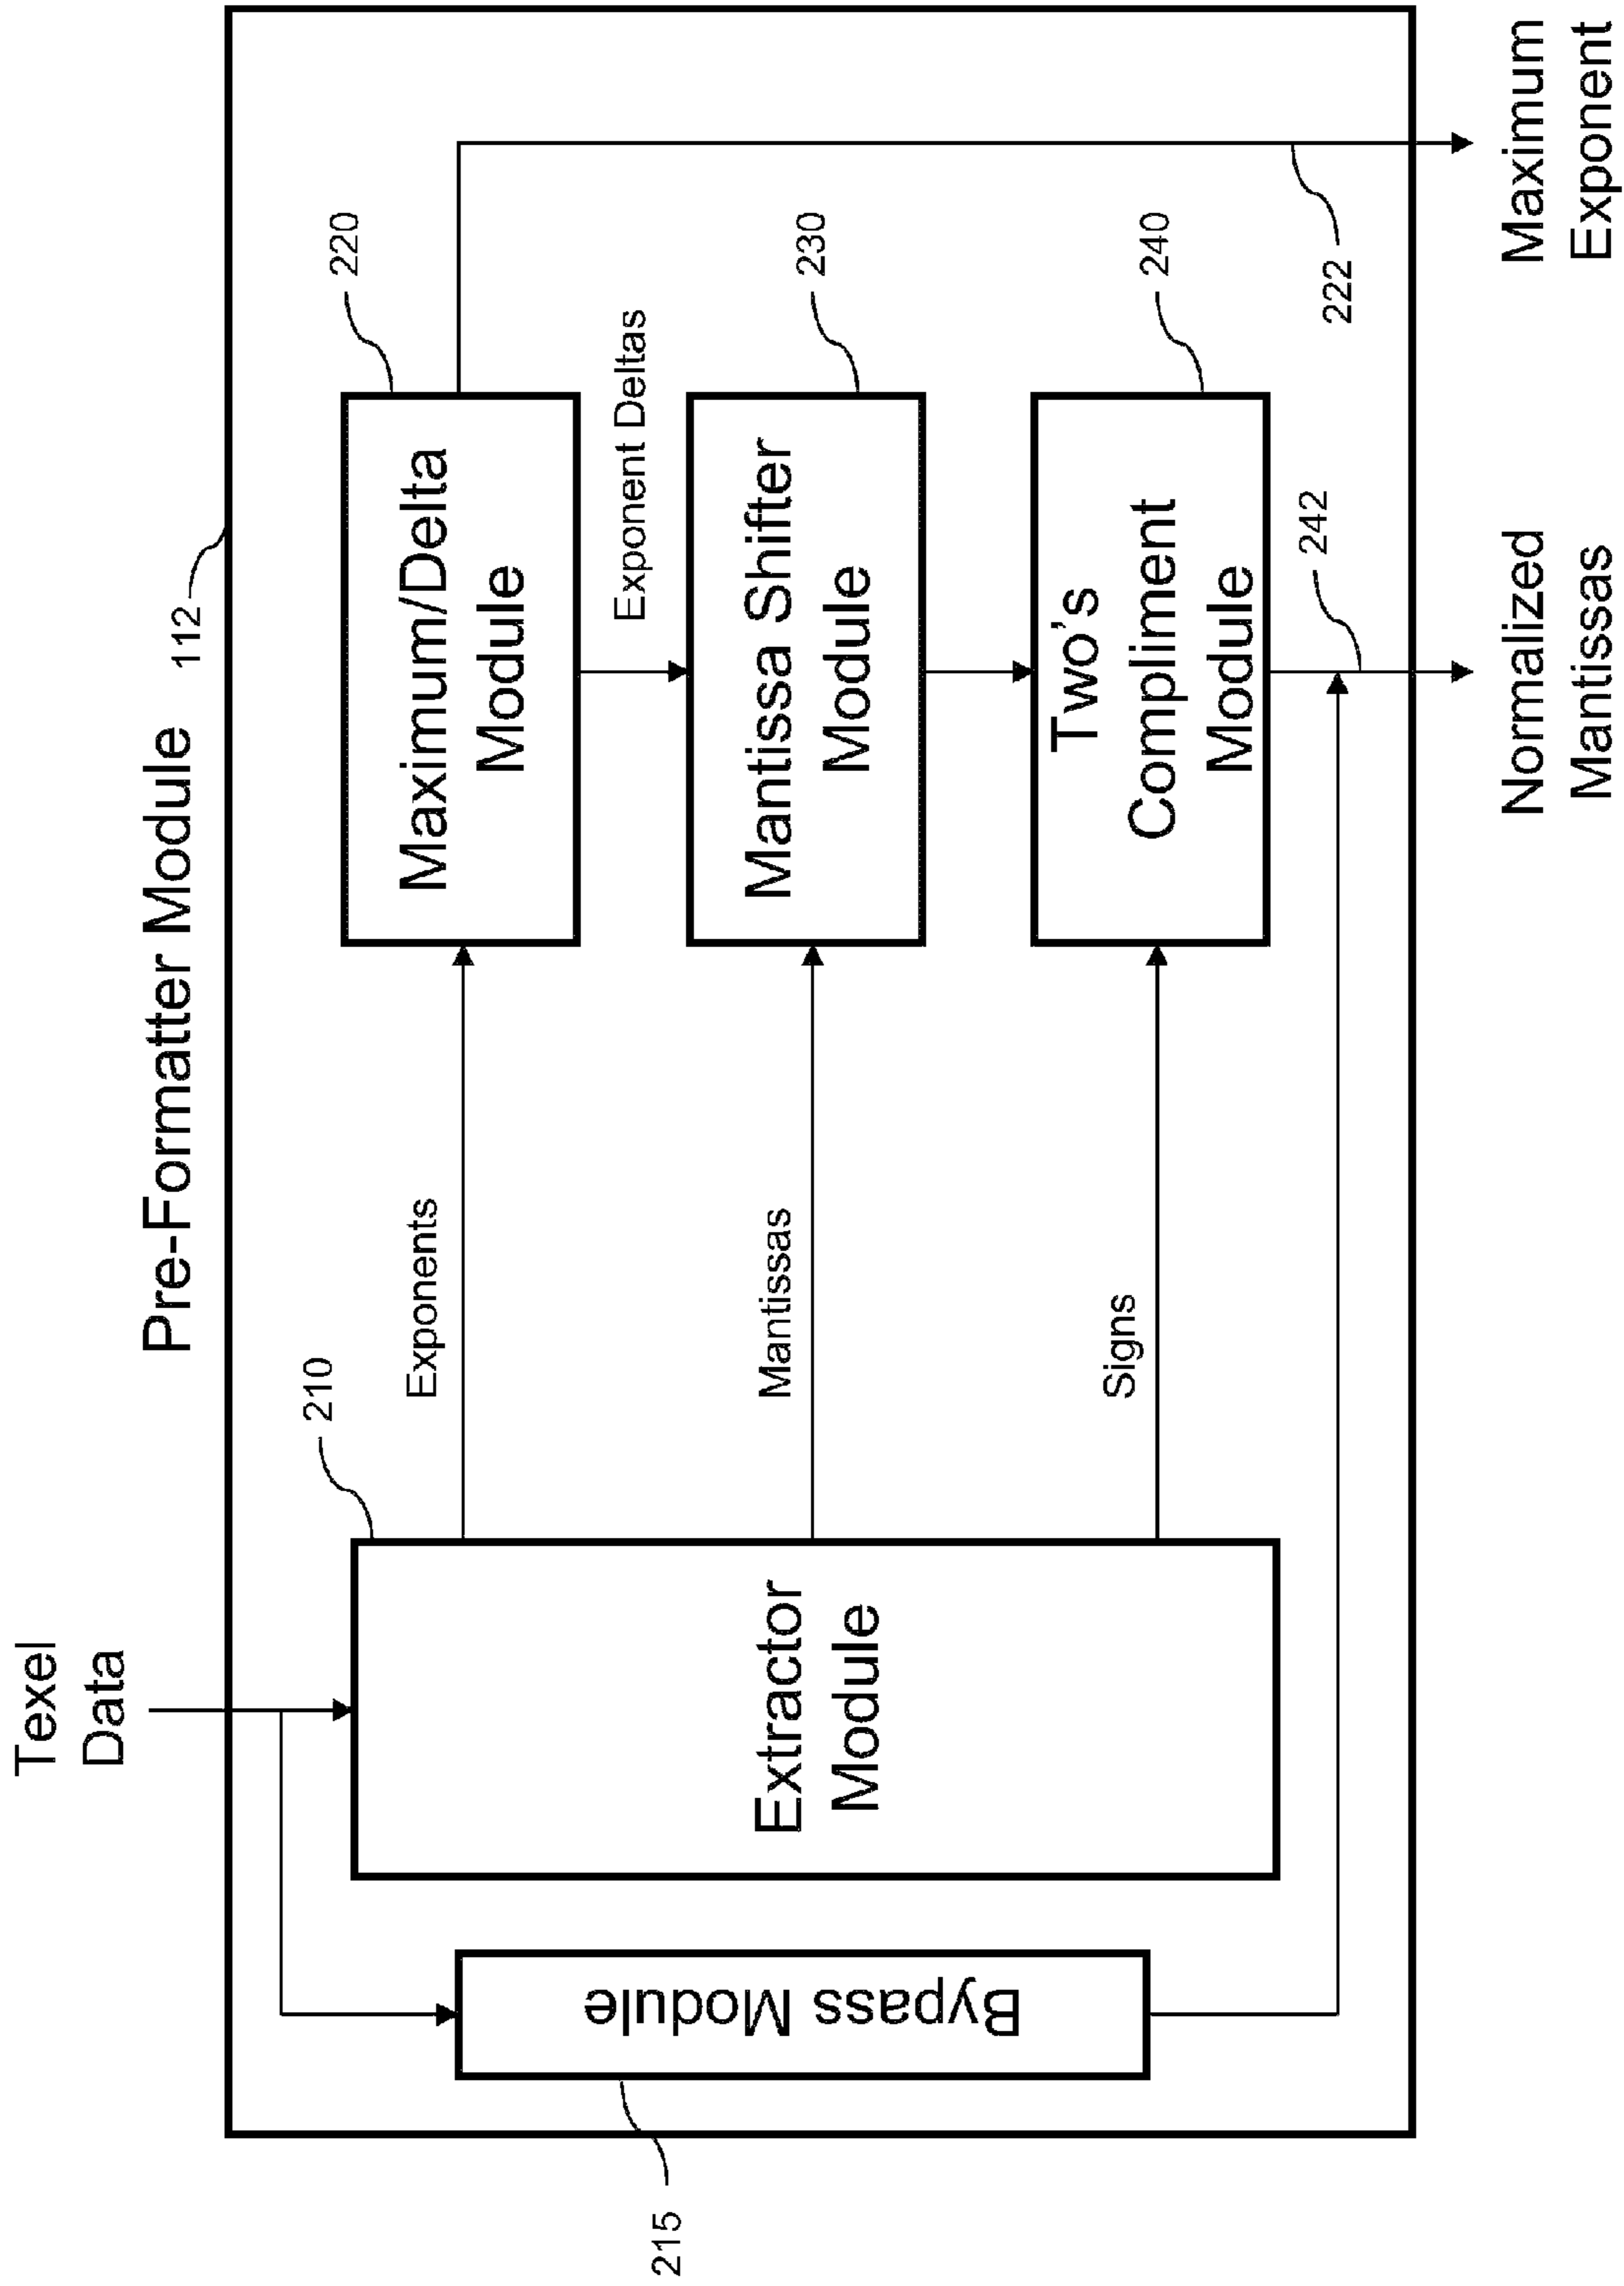 Pre-Formatter Module
112
Texel
Data
210
Extractor
Module
215
Bypass Module
Exponents
Mantissas
Signs
220
Maximum/Delta
Module
Exponent Deltas
230
Mantissa Shifter
Module
240
Two's
Compliment
Module
242
222
Normalized
Mantissas
Maximum
Exponent